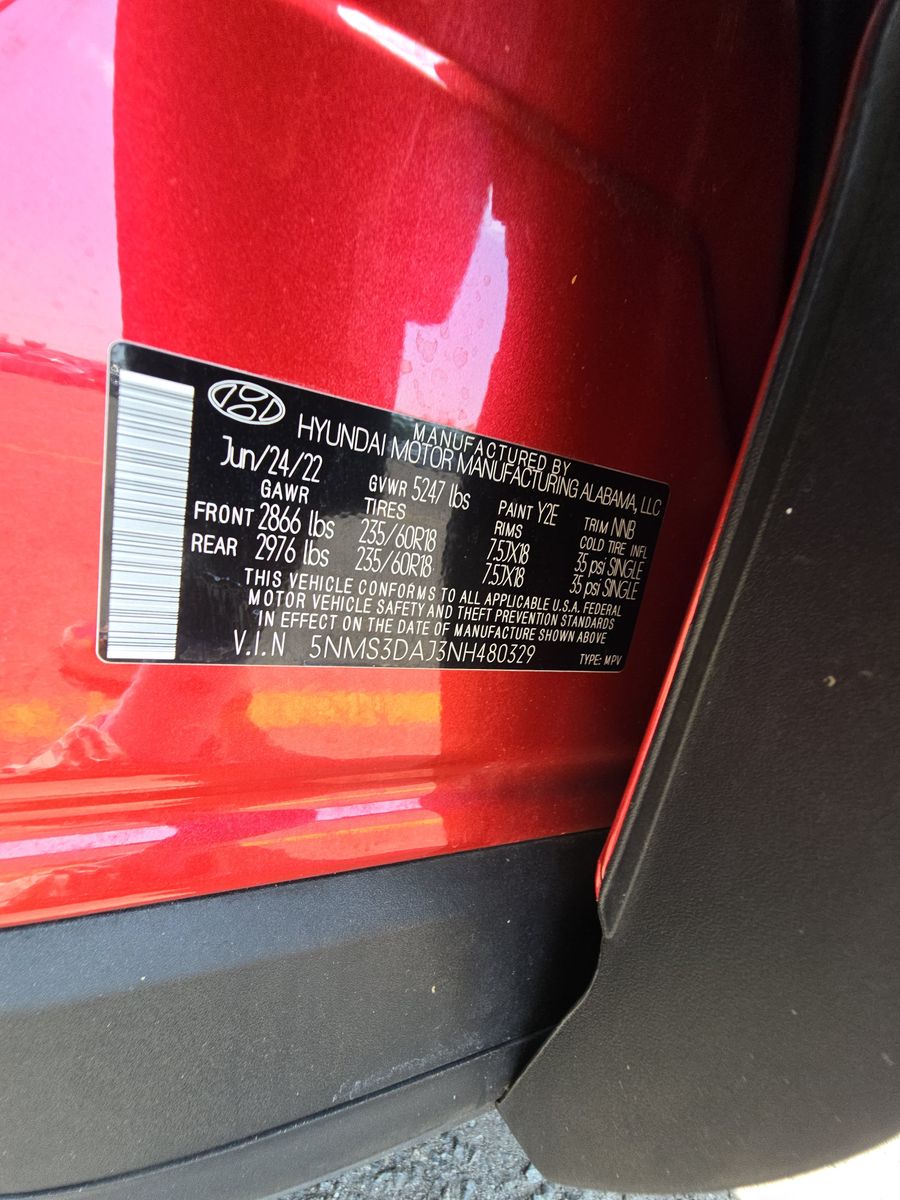 MANUFACTURED BY
HYUNDAI MOTOR MANUFACTURING ALABAMA, LLC
Jun/24/22 GVWR 5247 lbs PAINT Y2E TRIM NNB
GAWR TIRES RIMS COLD TIRE INFL
FRONT 2866 lbs 235/60R18 7.5JX18 35 psi SINGLE
REAR 2976 lbs 235/60R18 7.5JX18 35 psi SINGLE
THIS VEHICLE CONFORMS TO ALL APPLICABLE U.S.A. FEDERAL
MOTOR VEHICLE SAFETY AND THEFT PREVENTION STANDARDS
IN EFFECT ON THE DATE OF MANUFACTURE SHOWN ABOVE
V.I.N 5NMS3DAJ3NH480329 TYPE: MPV